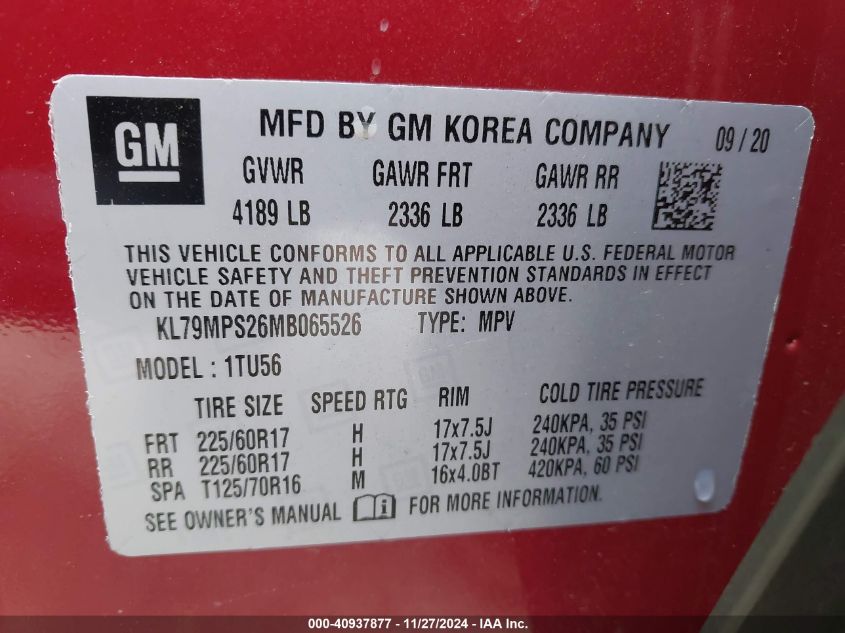 GM
MFD BY GM KOREA COMPANY 09/20
GVWR GAWR FRT GAWR RR
4189 LB 2336 LB 2336 LB
THIS VEHICLE CONFORMS TO ALL APPLICABLE U.S. FEDERAL MOTOR
VEHICLE SAFETY AND THEFT PREVENTION STANDARDS IN EFFECT
ON THE DATE OF MANUFACTURE SHOWN ABOVE.
KL79MPS26MB065526 TYPE: MPV
MODEL : 1TU56
TIRE SIZE SPEED RTG RIM COLD TIRE PRESSURE
FRT 225/60R17 H 17x7.5J 240KPA, 35 PSI
RR 225/60R17 H 17x7.5J 240KPA, 35 PSI
SPA T125/70R16 M 16x4.0BT 420KPA, 60 PSI
SEE OWNER'S MANUAL FOR MORE INFORMATION.
000-40937877 - 11/27/2024 - IAA Inc.